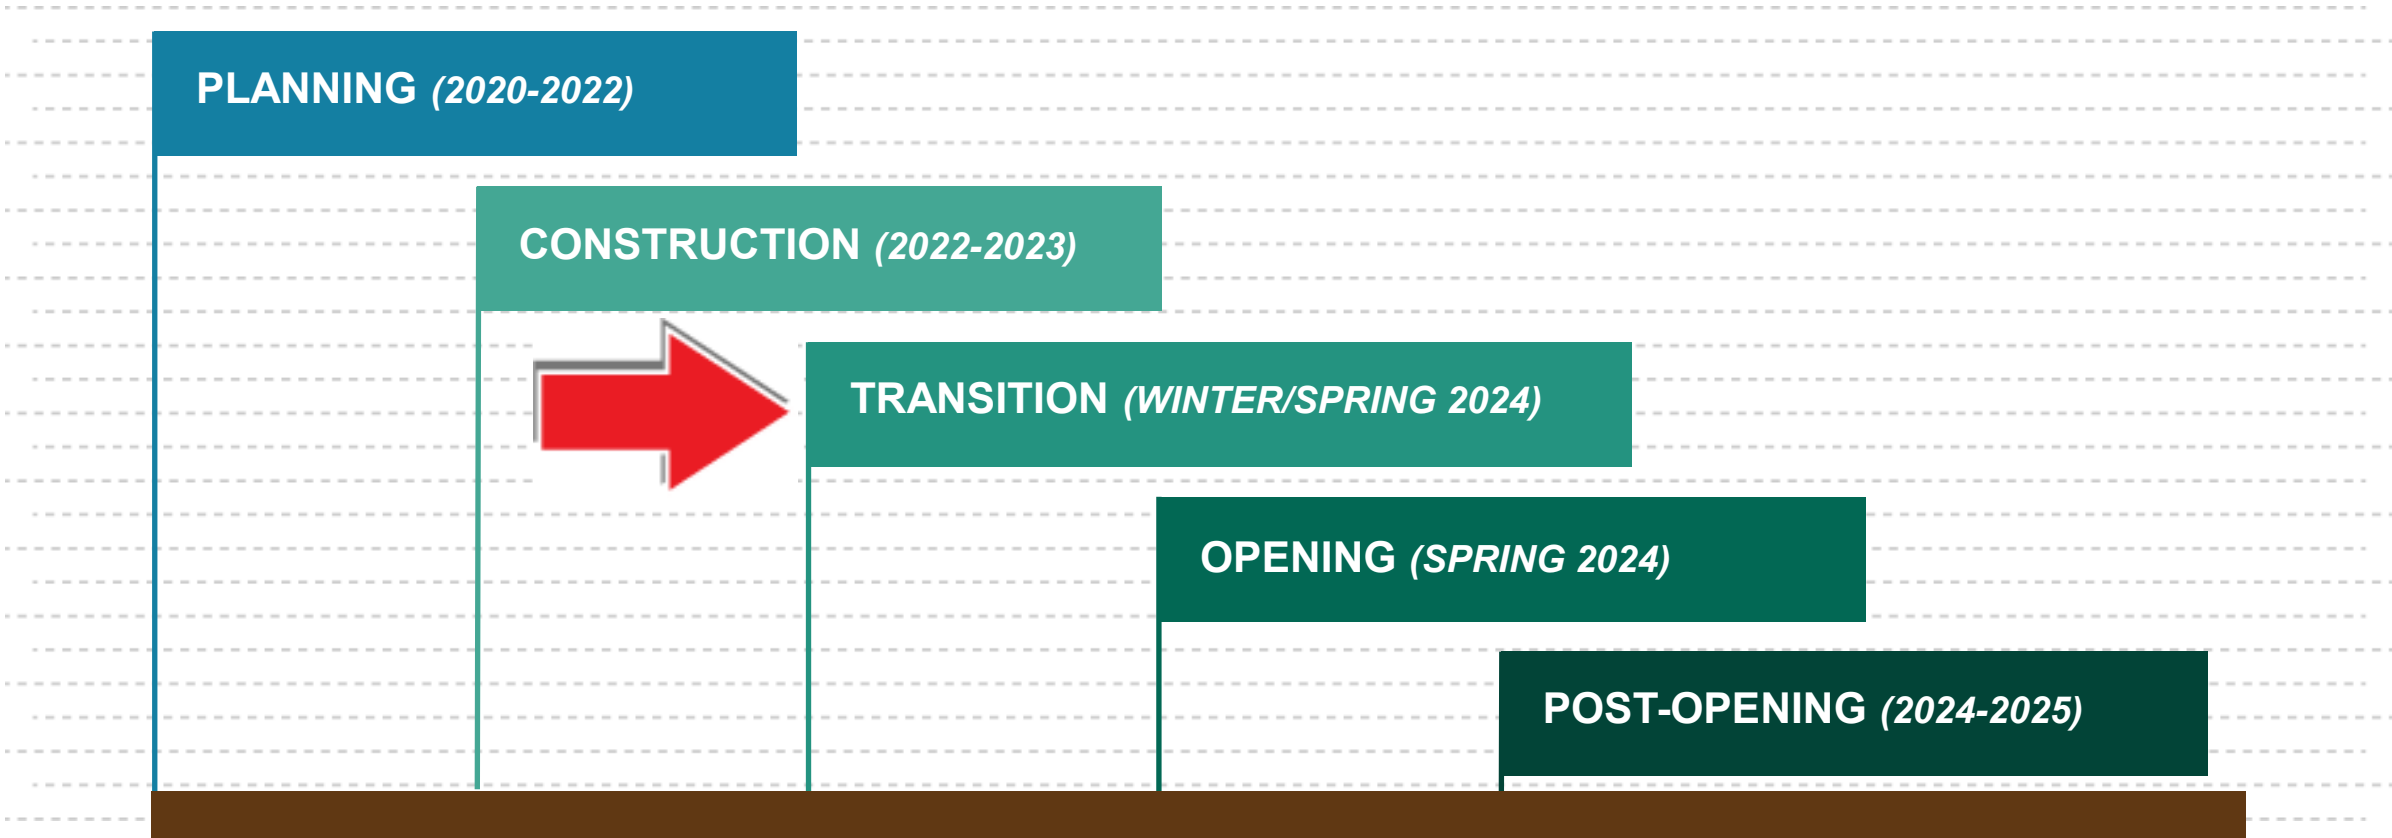 PLANNING (2020-2022)
CONSTRUCTION (2022-2023)
TRANSITION (WINTER/SPRING 2024)
OPENING (SPRING 2024)
POST-OPENING (2024-2025)